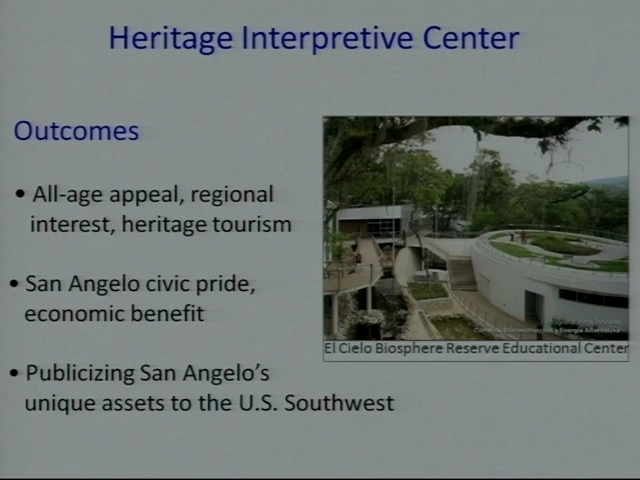 Heritage Interpretive Center
Outcomes
• All-age appeal, regional
interest, heritage tourism
• San Angelo civic pride,
economic benefit
• Publicizing San Angelo's
unique assets to the U.S. Southwest
El Cielo Biosphere Reserve Educational Center